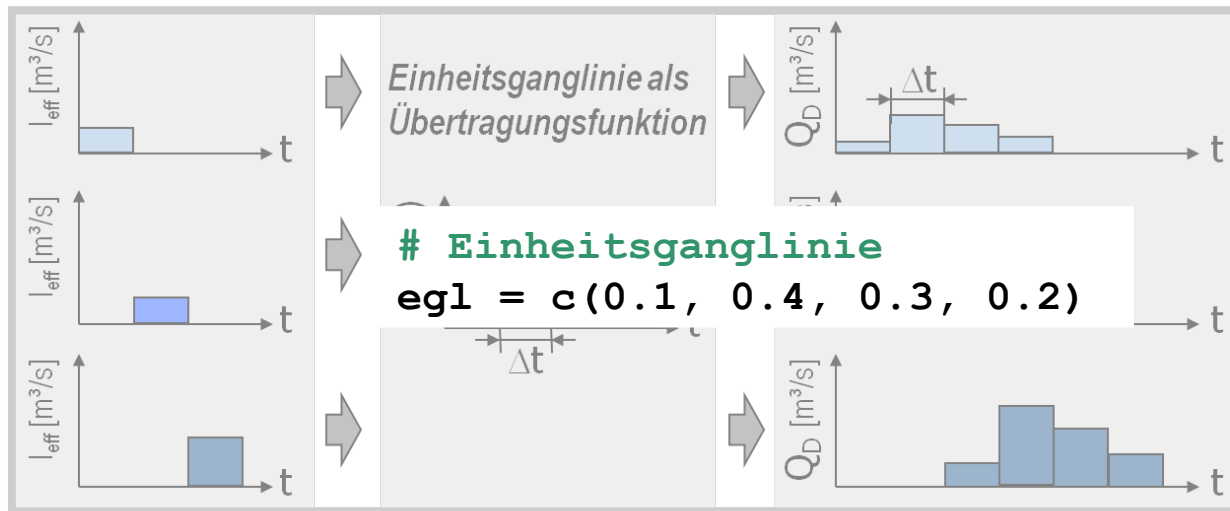 I_eff [m³/s]
t
Einheitsganglinie als
Übertragungsfunktion
Q_D [m³/s]
Δt
t
I_eff [m³/s]
t
# Einheitsganglinie
egl = c(0.1, 0.4, 0.3, 0.2)
t
Δt
I_eff [m³/s]
t
Q_D [m³/s]
t